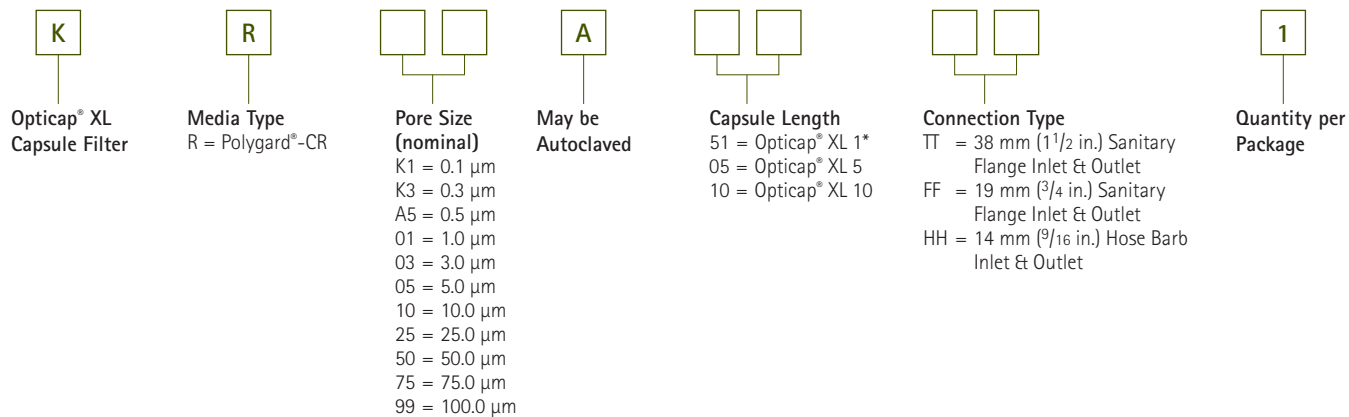 K R A 1
Opticap® XL
Capsule Filter
Media Type
R = Polygard®-CR
Pore Size
(nominal)
K1 = 0.1 µm
K3 = 0.3 µm
A5 = 0.5 µm
01 = 1.0 µm
03 = 3.0 µm
05 = 5.0 µm
10 = 10.0 µm
25 = 25.0 µm
50 = 50.0 µm
75 = 75.0 µm
99 = 100.0 µm
May be
Autoclaved
Capsule Length
51 = Opticap® XL 1*
05 = Opticap® XL 5
10 = Opticap® XL 10
Connection Type
TT = 38 mm (1 1/2 in.) Sanitary
Flange Inlet & Outlet
FF = 19 mm (3/4 in.) Sanitary
Flange Inlet & Outlet
HH = 14 mm (9/16 in.) Hose Barb
Inlet & Outlet
Quantity per
Package